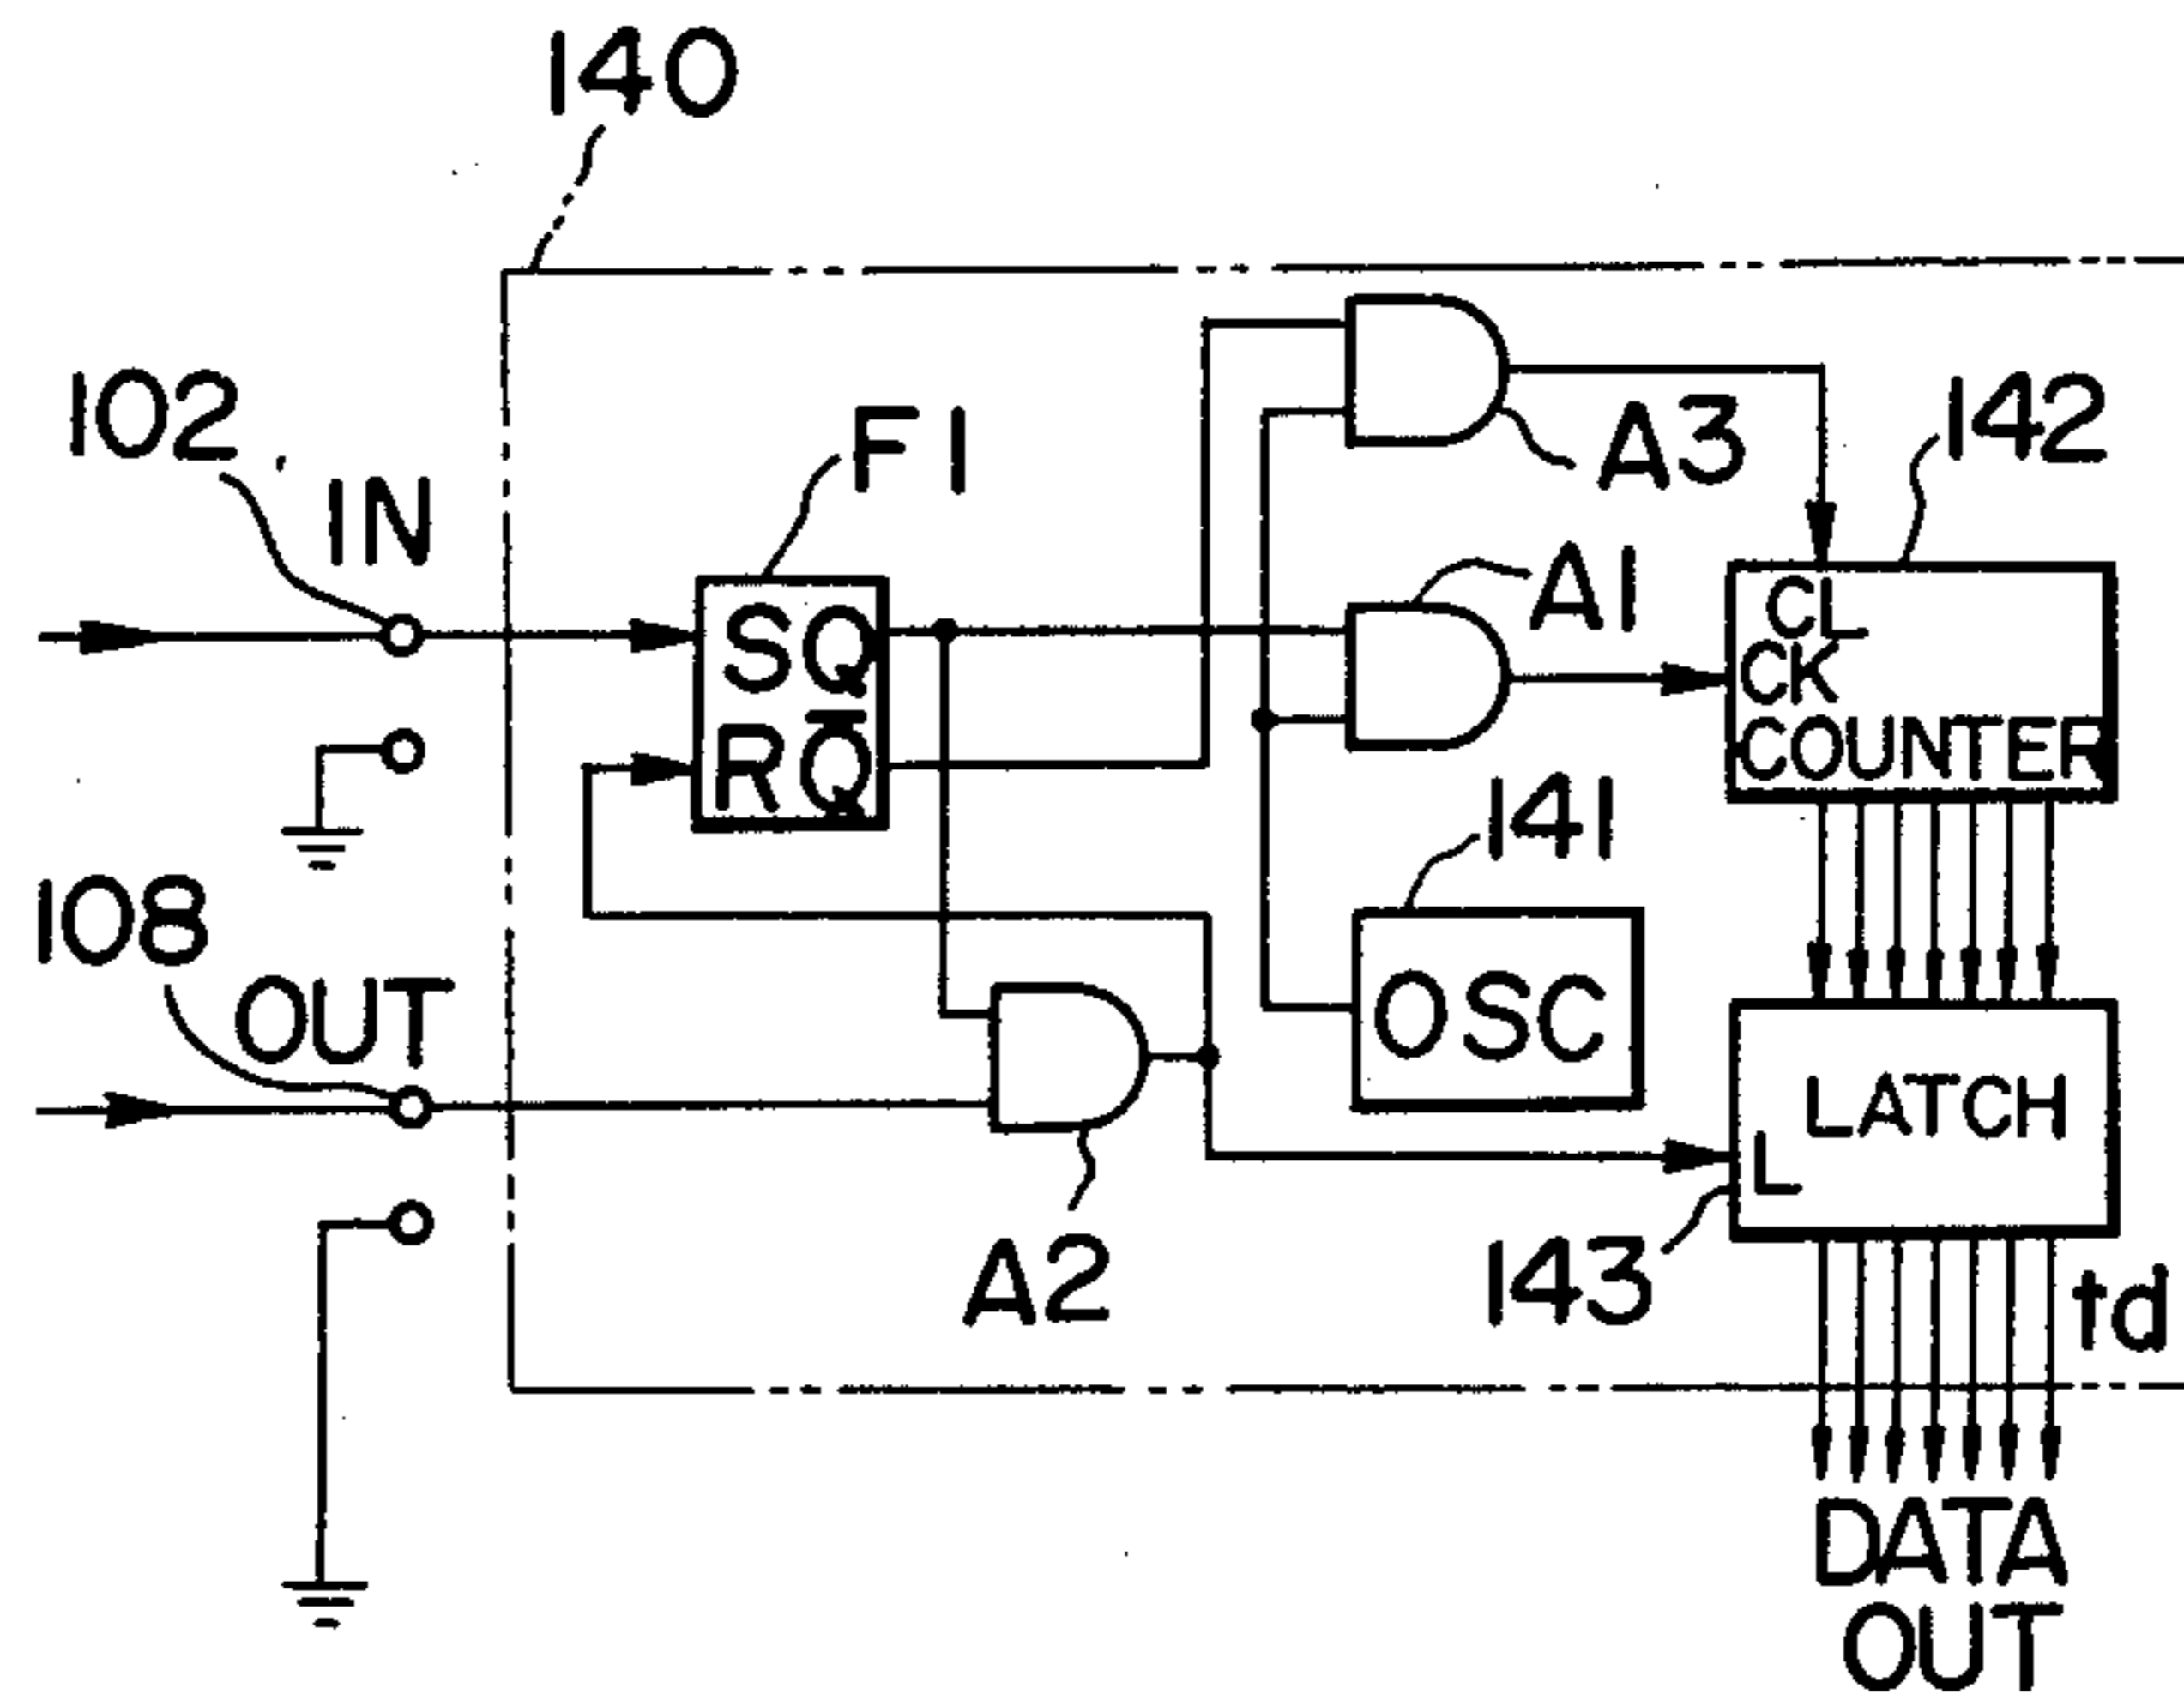 140
102
IN
F1
A3
142
A1
SQ
RQ̅
CL
CK
COUNTER
141
108
OUT
OSC
LATCH
L
A2
143
td
DATA
OUT